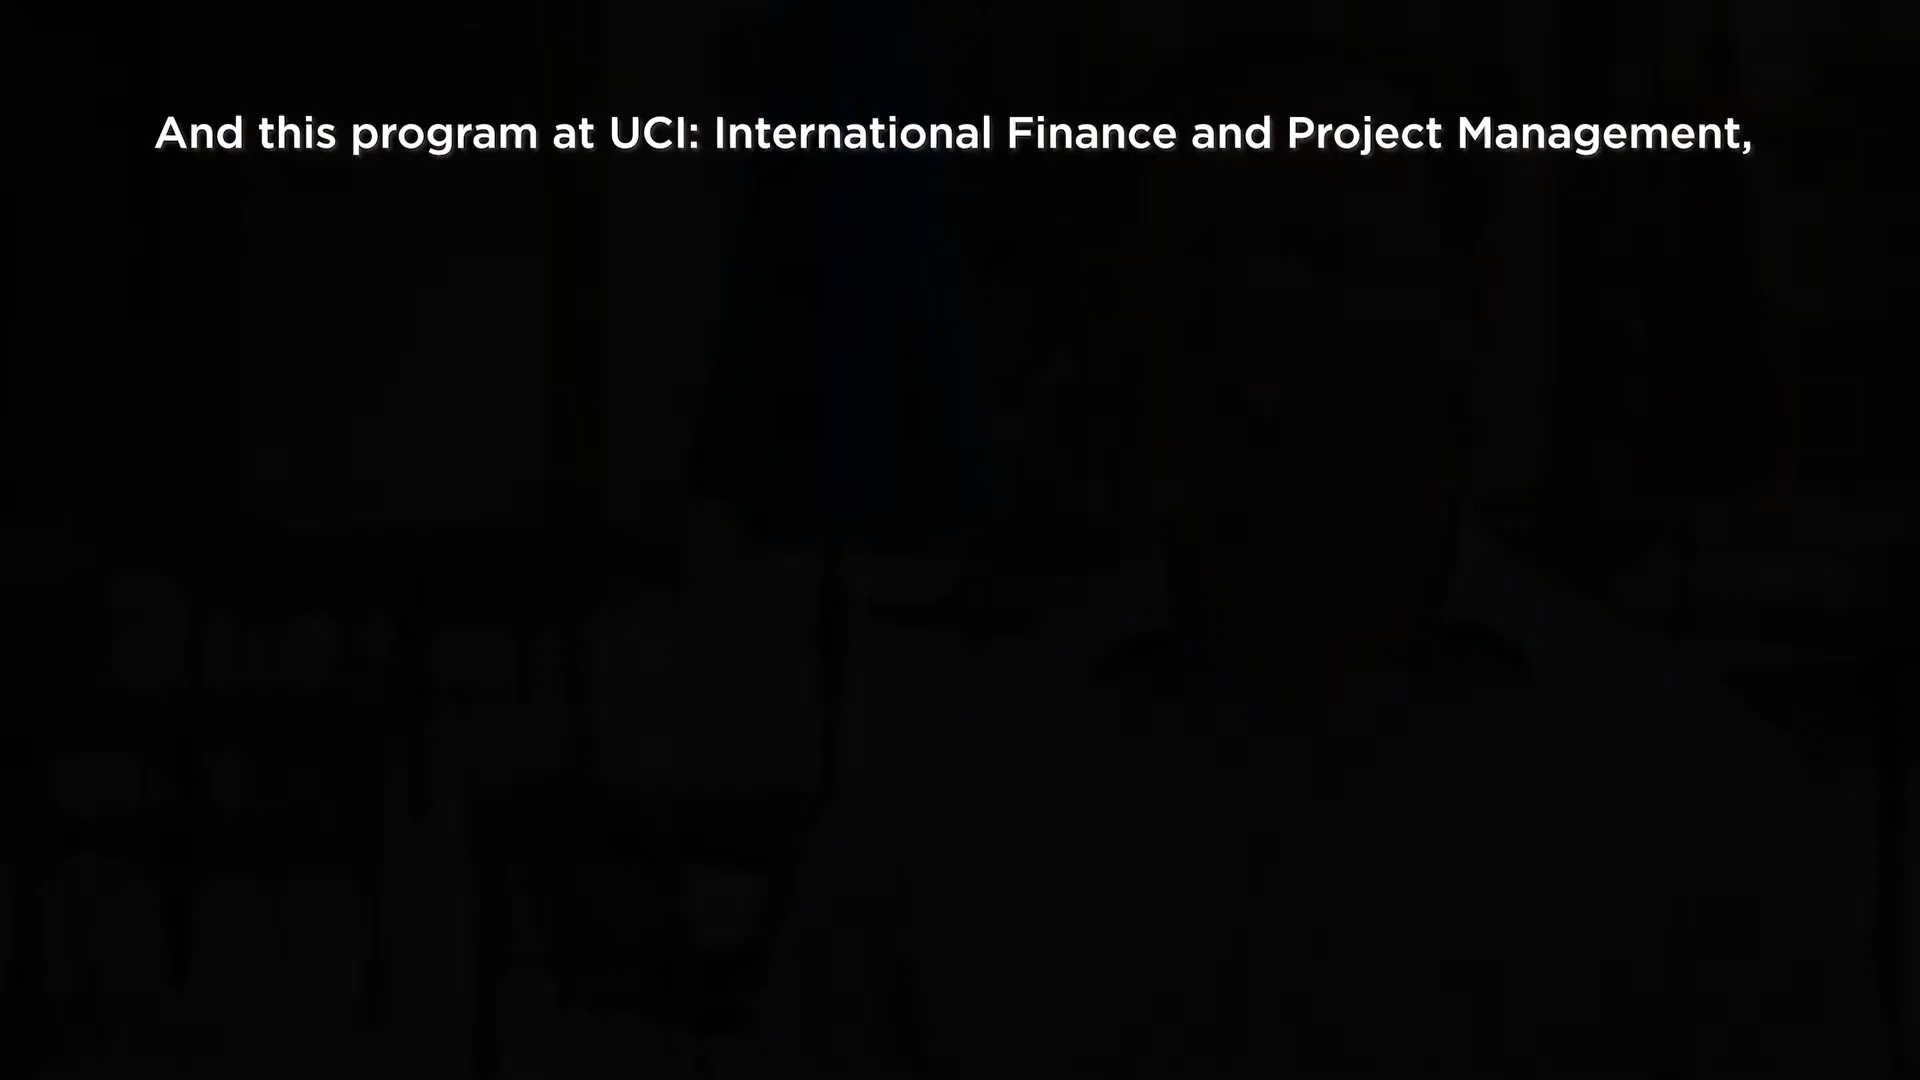 And this program at UCI: International Finance and Project Management,